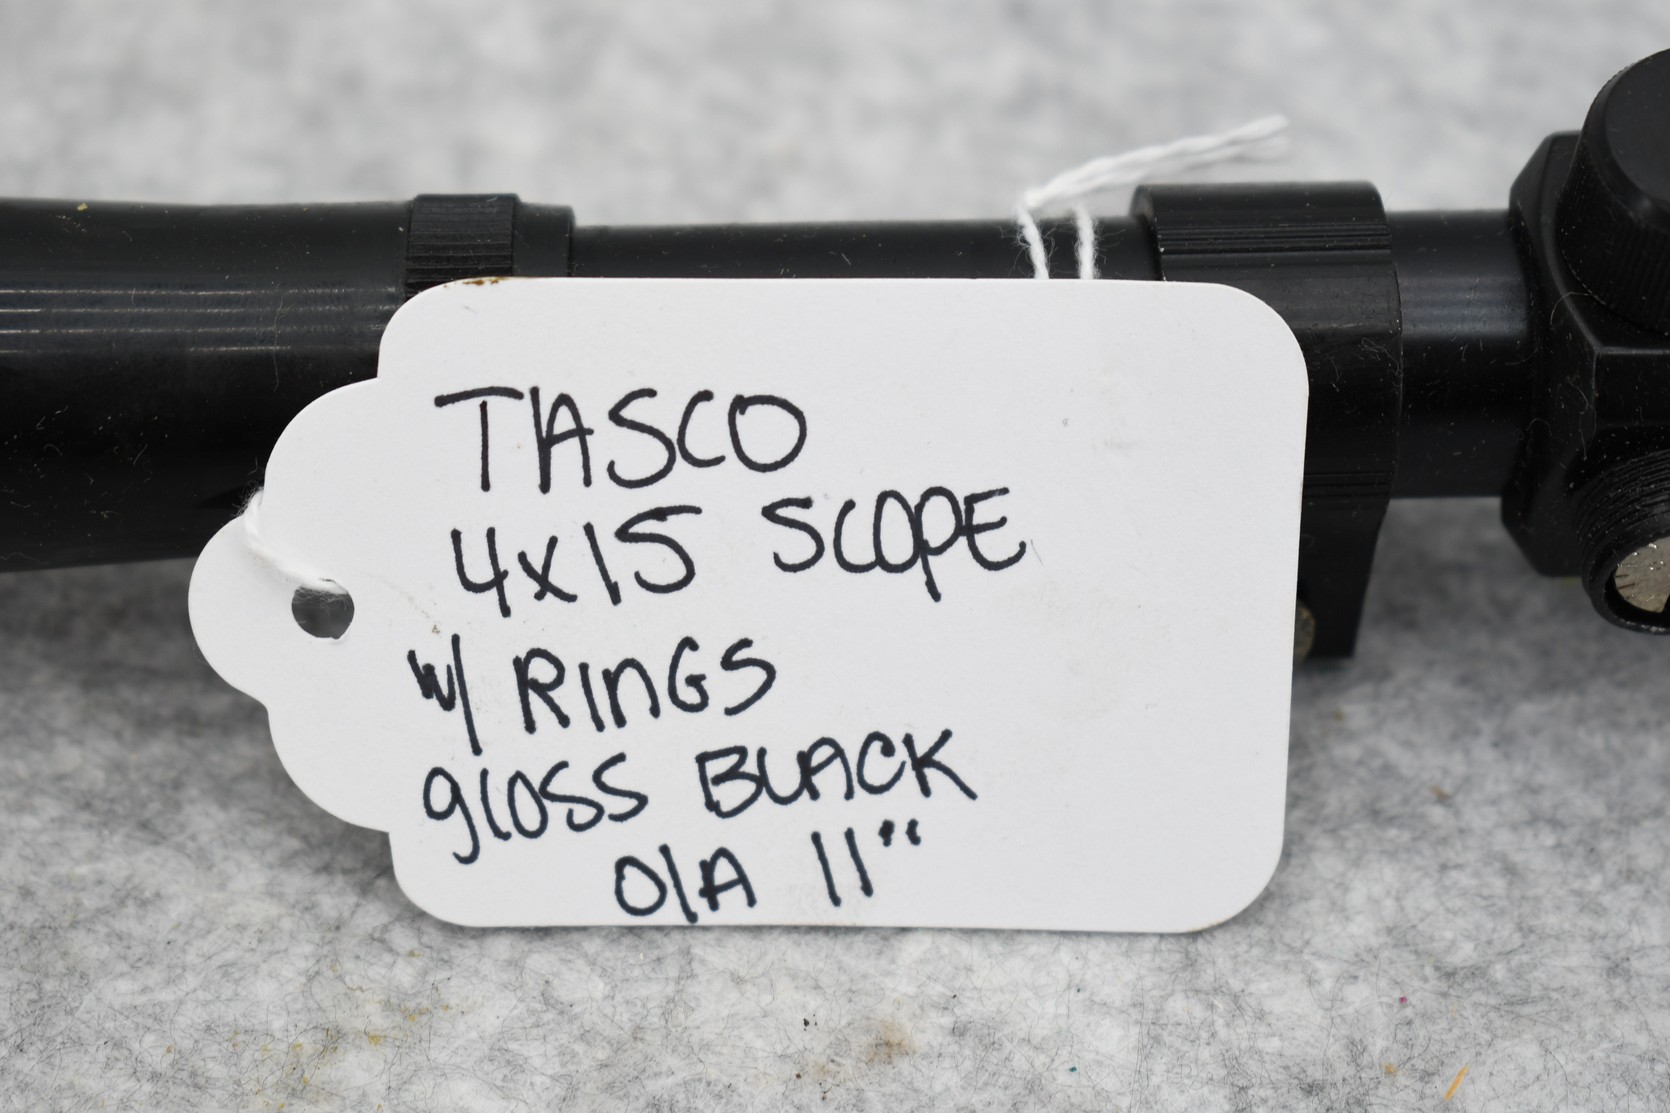 TASCO
4x15 SCOPE
w/ RINGS
gloss BLACK
O/A 11"